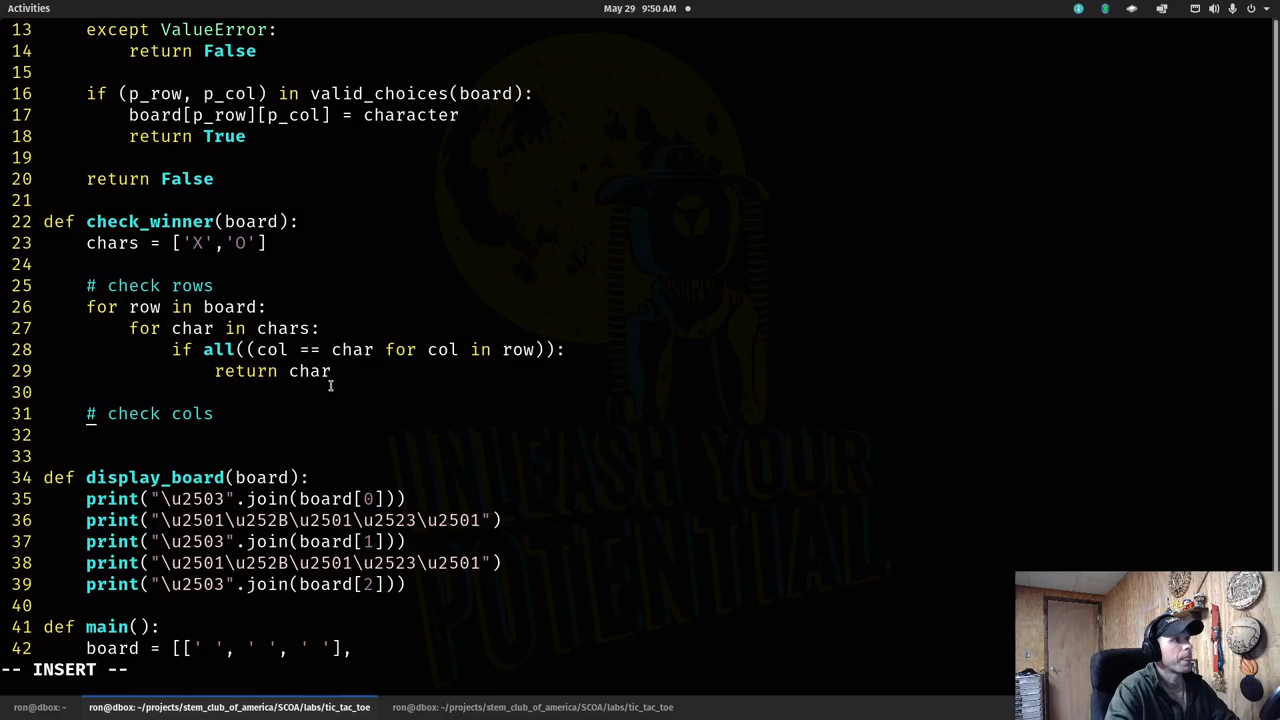 Activities
May 29 9:50 AM
13 except ValueError:
14 return False
15
16 if (p_row, p_col) in valid_choices(board):
17 board[p_row][p_col] = character
18 return True
19
20 return False
21
22 def check_winner(board):
23 chars = ['X','O']
24
25 # check rows
26 for row in board:
27 for char in chars:
28 if all((col == char for col in row)):
29 return char
30
31 # check cols
32
33
34 def display_board(board):
35 print("\u2503".join(board[0]))
36 print("\u2501\u252B\u2501\u2523\u2501")
37 print("\u2503".join(board[1]))
38 print("\u2501\u252B\u2501\u2523\u2501")
39 print("\u2503".join(board[2]))
40
41 def main():
42 board = [[' ', ' ', ' '],
-- INSERT --
UNLEASH YOUR
POTENTIAL.
ron@dbox: ~
ron@dbox: ~/projects/stem_club_of_america/SCOA/labs/tic_tac_toe
ron@dbox: ~/projects/stem_club_of_america/SCOA/labs/tic_tac_toe